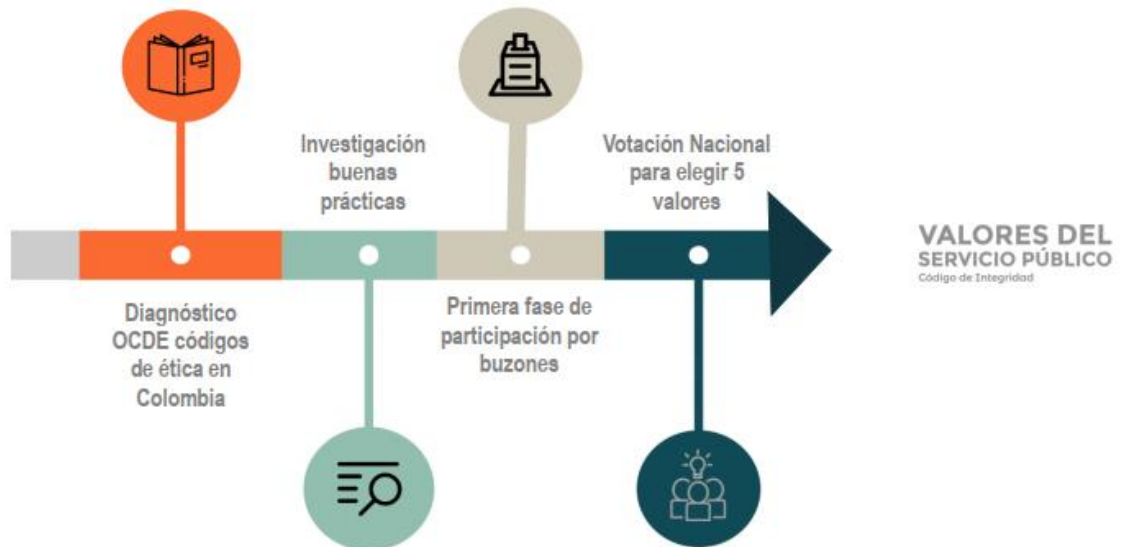 Diagnóstico
OCDE códigos
de ética en
Colombia
Investigación
buenas
prácticas
Primera fase de
participación por
buzones
Votación Nacional
para elegir 5
valores
VALORES DEL
SERVICIO PÚBLICO
Código de Integridad